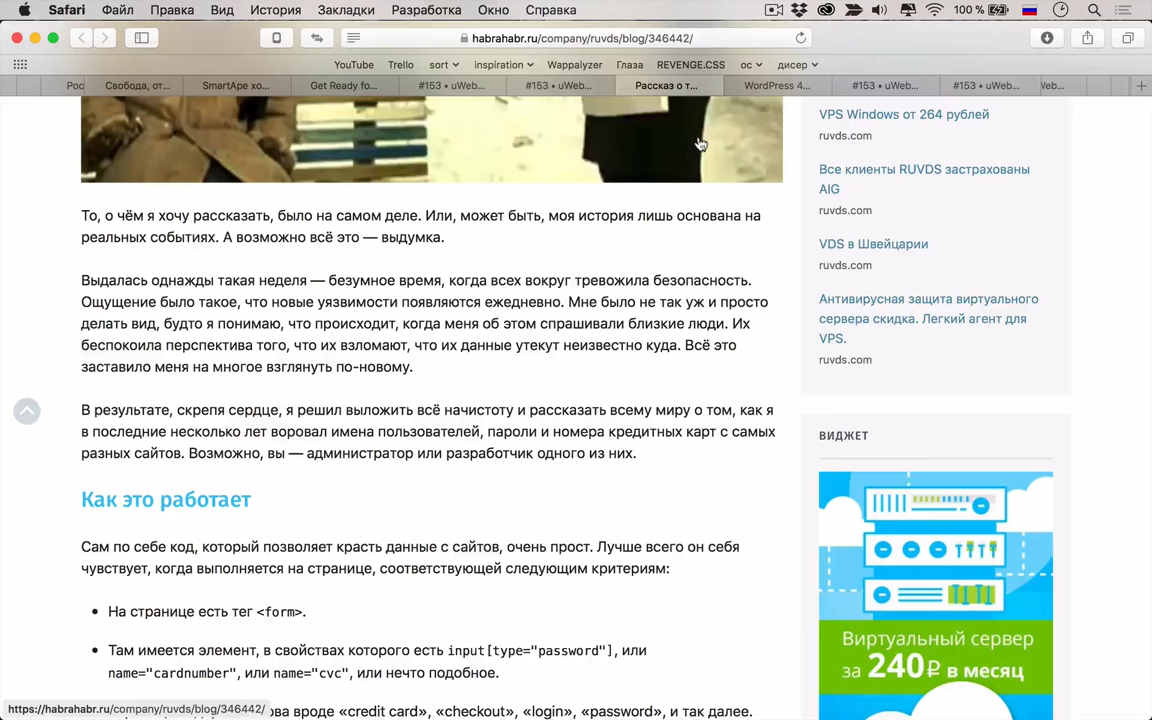 Safari Файл Правка Вид История Закладки Разработка Окно Справка 100 %
habrahabr.ru/company/ruvds/blog/346442/
YouTube Trello sort inspiration Wappalyzer Глаза REVENGE.CSS ос дисер
Рос Свобода, от... SmartApe хо... Get Ready fo... #153 • uWeb... #153 • uWeb... Рассказ о т... WordPress 4... #153 • uWeb... #153 • uWeb... Web...
То, о чём я хочу рассказать, было на самом деле. Или, может быть, моя история лишь основана на
реальных событиях. А возможно всё это — выдумка.
Выдалась однажды такая неделя — безумное время, когда всех вокруг тревожила безопасность.
Ощущение было такое, что новые уязвимости появляются ежедневно. Мне было не так уж и просто
делать вид, будто я понимаю, что происходит, когда меня об этом спрашивали близкие люди. Их
беспокоила перспектива того, что их взломают, что их данные утекут неизвестно куда. Всё это
заставило меня на многое взглянуть по-новому.
В результате, скрепя сердце, я решил выложить всё начистоту и рассказать всему миру о том, как я
в последние несколько лет воровал имена пользователей, пароли и номера кредитных карт с самых
разных сайтов. Возможно, вы — администратор или разработчик одного из них.
Как это работает
Сам по себе код, который позволяет красть данные с сайтов, очень прост. Лучше всего он себя
чувствует, когда выполняется на странице, соответствующей следующим критериям:
• На странице есть тег <form>.
• Там имеется элемент, в свойствах которого есть input[type="password"], или
name="cardnumber", или name="cvc", или нечто подобное.
ова вроде «credit card», «checkout», «login», «password», и так далее.
https://habrahabr.ru/company/ruvds/blog/346442/
VPS Windows от 264 рублей
ruvds.com
Все клиенты RUVDS застрахованы
AIG
ruvds.com
VDS в Швейцарии
ruvds.com
Антивирусная защита виртуального
сервера скидка. Легкий агент для
VPS.
ruvds.com
ВИДЖЕТ
Виртуальный сервер
за 240₽ в месяц